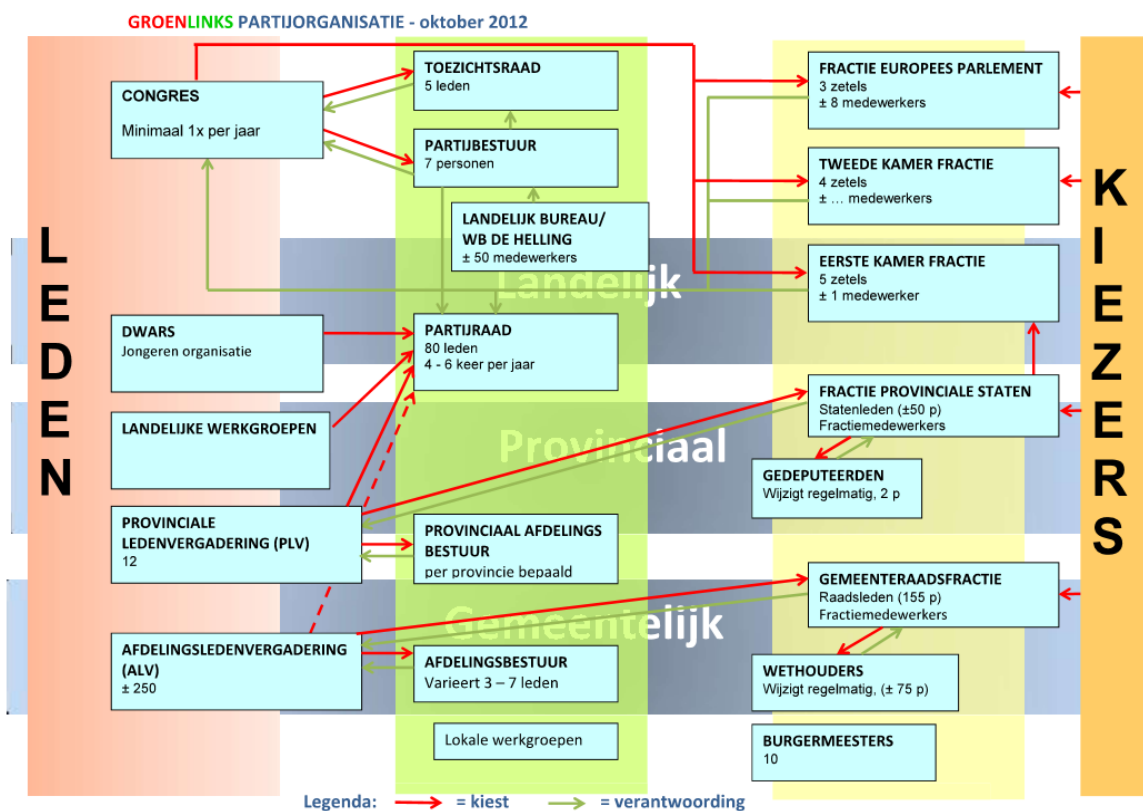 GROENLINKS PARTIJORGANISATIE - oktober 2012
LEDEN
CONGRES
Minimaal 1x per jaar
TOEZICHTSRAAD
5 leden
PARTIJBESTUUR
7 personen
LANDELIJK BUREAU/
WB DE HELLING
± 50 medewerkers
FRACTIE EUROPEES PARLEMENT
3 zetels
± 8 medewerkers
TWEEDE KAMER FRACTIE
4 zetels
± ... medewerkers
EERSTE KAMER FRACTIE
5 zetels
± 1 medewerker
KIEZERS
Landelijk
DWARS
Jongeren organisatie
PARTIJRAAD
80 leden
4 - 6 keer per jaar
LANDELIJKE WERKGROEPEN
Provinciaal
FRACTIE PROVINCIALE STATEN
Statenleden (±50 p)
Fractiemedewerkers
GEDEPUTEERDEN
Wijzigt regelmatig, 2 p
PROVINCIALE
LEDENVERGADERING (PLV)
12
PROVINCIAAL AFDELINGS
BESTUUR
per provincie bepaald
Gemeentelijk
GEMEENTERAADSFRACTIE
Raadsleden (155 p)
Fractiemedewerkers
AFDELINGSLEDENVERGADERING
(ALV)
± 250
AFDELINGSBESTUUR
Varieert 3 – 7 leden
WETHOUDERS
Wijzigt regelmatig, (± 75 p)
Lokale werkgroepen
BURGERMEESTERS
10
Legenda: = kiest = verantwoording